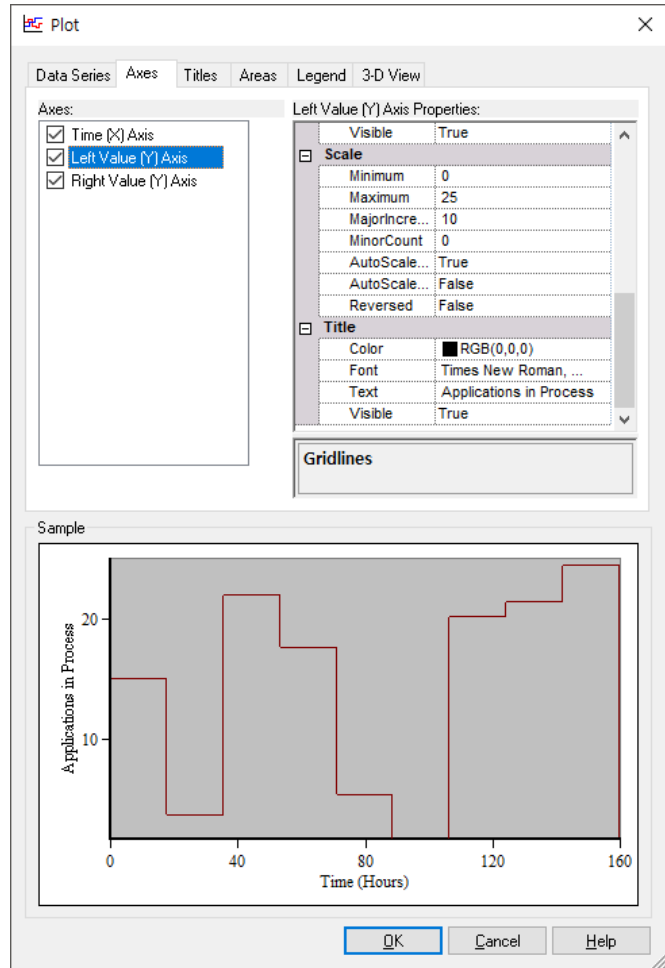 Plot
Data Series Axes Titles Areas Legend 3-D View
Axes:
Time (X) Axis
Left Value (Y) Axis
Right Value (Y) Axis
Left Value (Y) Axis Properties:
Visible True
Scale
Minimum 0
Maximum 25
MajorIncre... 10
MinorCount 0
AutoScale... True
AutoScale... False
Reversed False
Title
Color RGB(0,0,0)
Font Times New Roman, ...
Text Applications in Process
Visible True
Gridlines
Sample
Applications in Process
20
10
0 40 80 120 160
Time (Hours)
OK Cancel Help